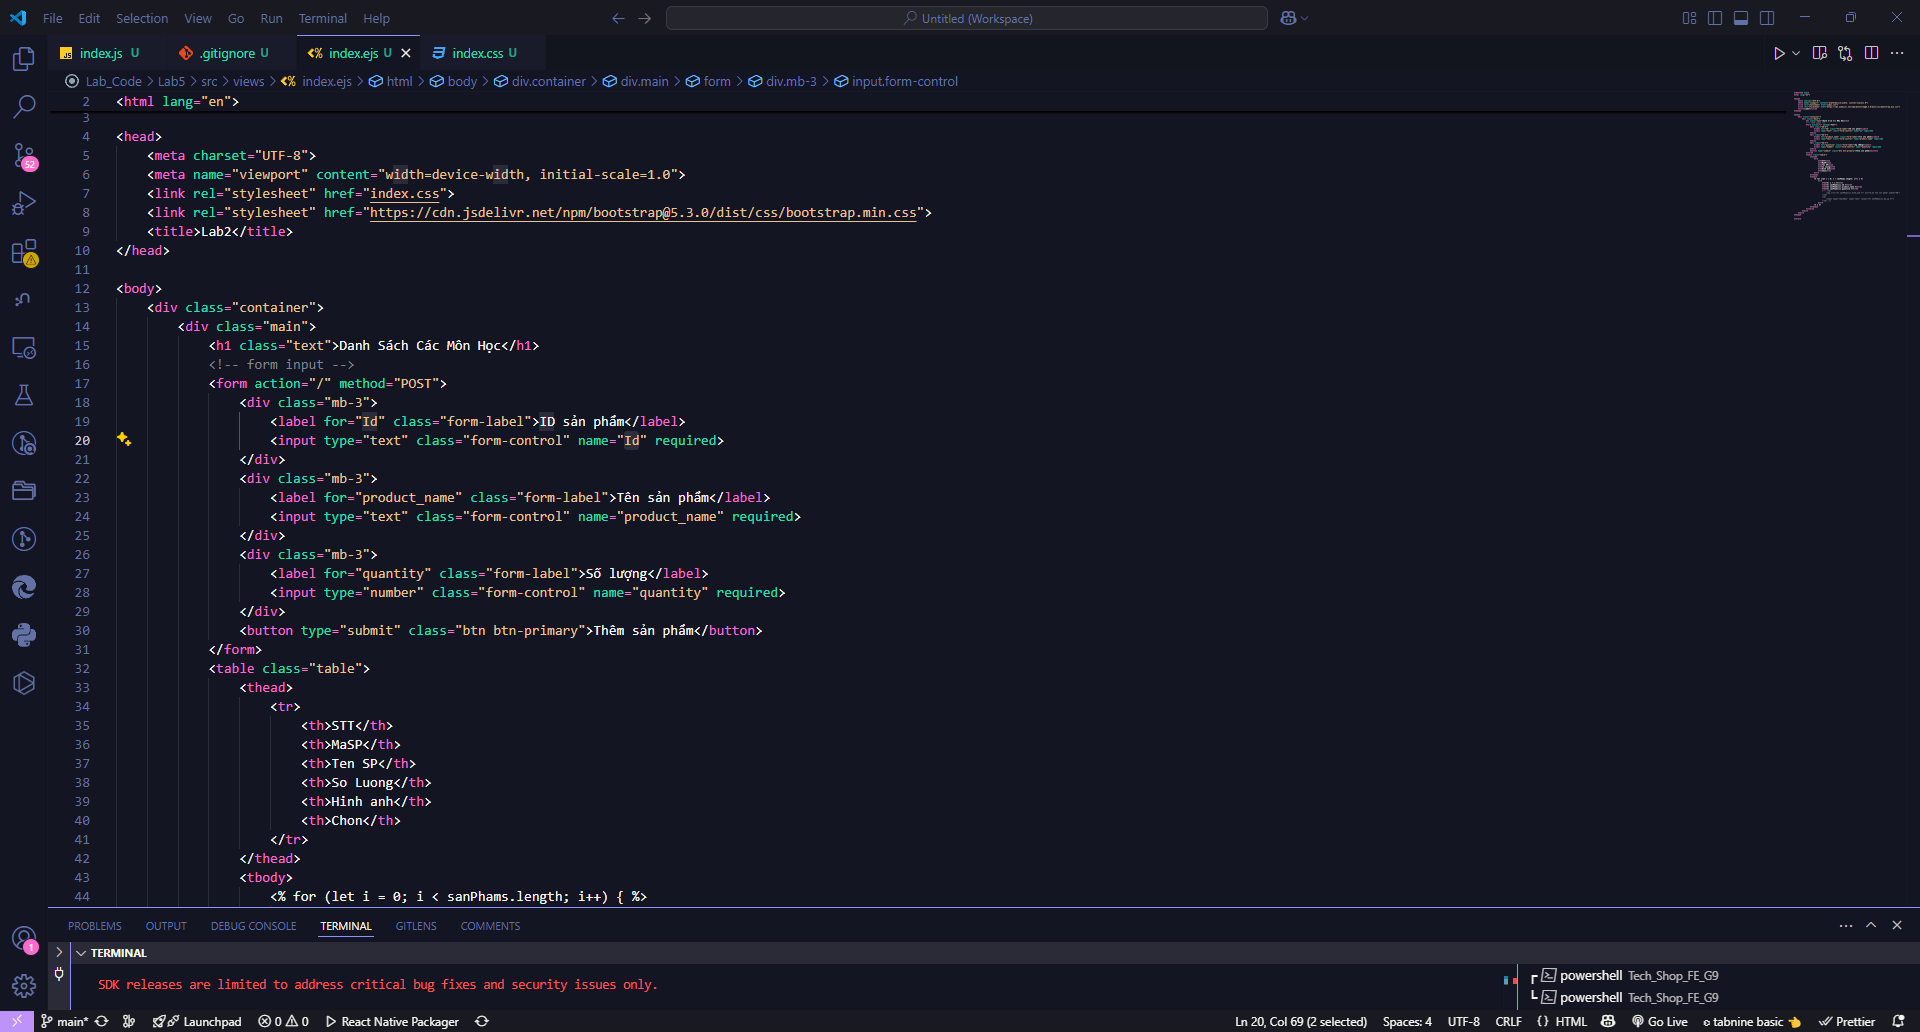 File Edit Selection View Go Run Terminal Help
Untitled (Workspace)
index.js U
.gitignore U
index.ejs U
index.css U
Lab_Code > Lab5 > src > views > index.ejs > html > body > div.container > div.main > form > div.mb-3 > input.form-control
2 <html lang="en">
3
4 <head>
5 <meta charset="UTF-8">
6 <meta name="viewport" content="width=device-width, initial-scale=1.0">
7 <link rel="stylesheet" href="index.css">
8 <link rel="stylesheet" href="https://cdn.jsdelivr.net/npm/bootstrap@5.3.0/dist/css/bootstrap.min.css">
9 <title>Lab2</title>
10 </head>
11
12 <body>
13 <div class="container">
14 <div class="main">
15 <h1 class="text">Danh Sách Các Môn Học</h1>
16 <!-- form input -->
17 <form action="/" method="POST">
18 <div class="mb-3">
19 <label for="Id" class="form-label">ID sản phẩm</label>
20 <input type="text" class="form-control" name="Id" required>
21 </div>
22 <div class="mb-3">
23 <label for="product_name" class="form-label">Tên sản phẩm</label>
24 <input type="text" class="form-control" name="product_name" required>
25 </div>
26 <div class="mb-3">
27 <label for="quantity" class="form-label">Số lượng</label>
28 <input type="number" class="form-control" name="quantity" required>
29 </div>
30 <button type="submit" class="btn btn-primary">Thêm sản phẩm</button>
31 </form>
32 <table class="table">
33 <thead>
34 <tr>
35 <th>STT</th>
36 <th>MaSP</th>
37 <th>Ten SP</th>
38 <th>So Luong</th>
39 <th>Hinh anh</th>
40 <th>Chon</th>
41 </tr>
42 </thead>
43 <tbody>
44 <% for (let i = 0; i < sanPhams.length; i++) { %>
52
1
PROBLEMS OUTPUT DEBUG CONSOLE TERMINAL GITLENS COMMENTS
TERMINAL
SDK releases are limited to address critical bug fixes and security issues only.
powershell Tech_Shop_FE_G9
powershell Tech_Shop_FE_G9
main* Launchpad 0 0 React Native Packager Ln 20, Col 69 (2 selected) Spaces: 4 UTF-8 CRLF {} HTML Go Live tabnine basic Prettier